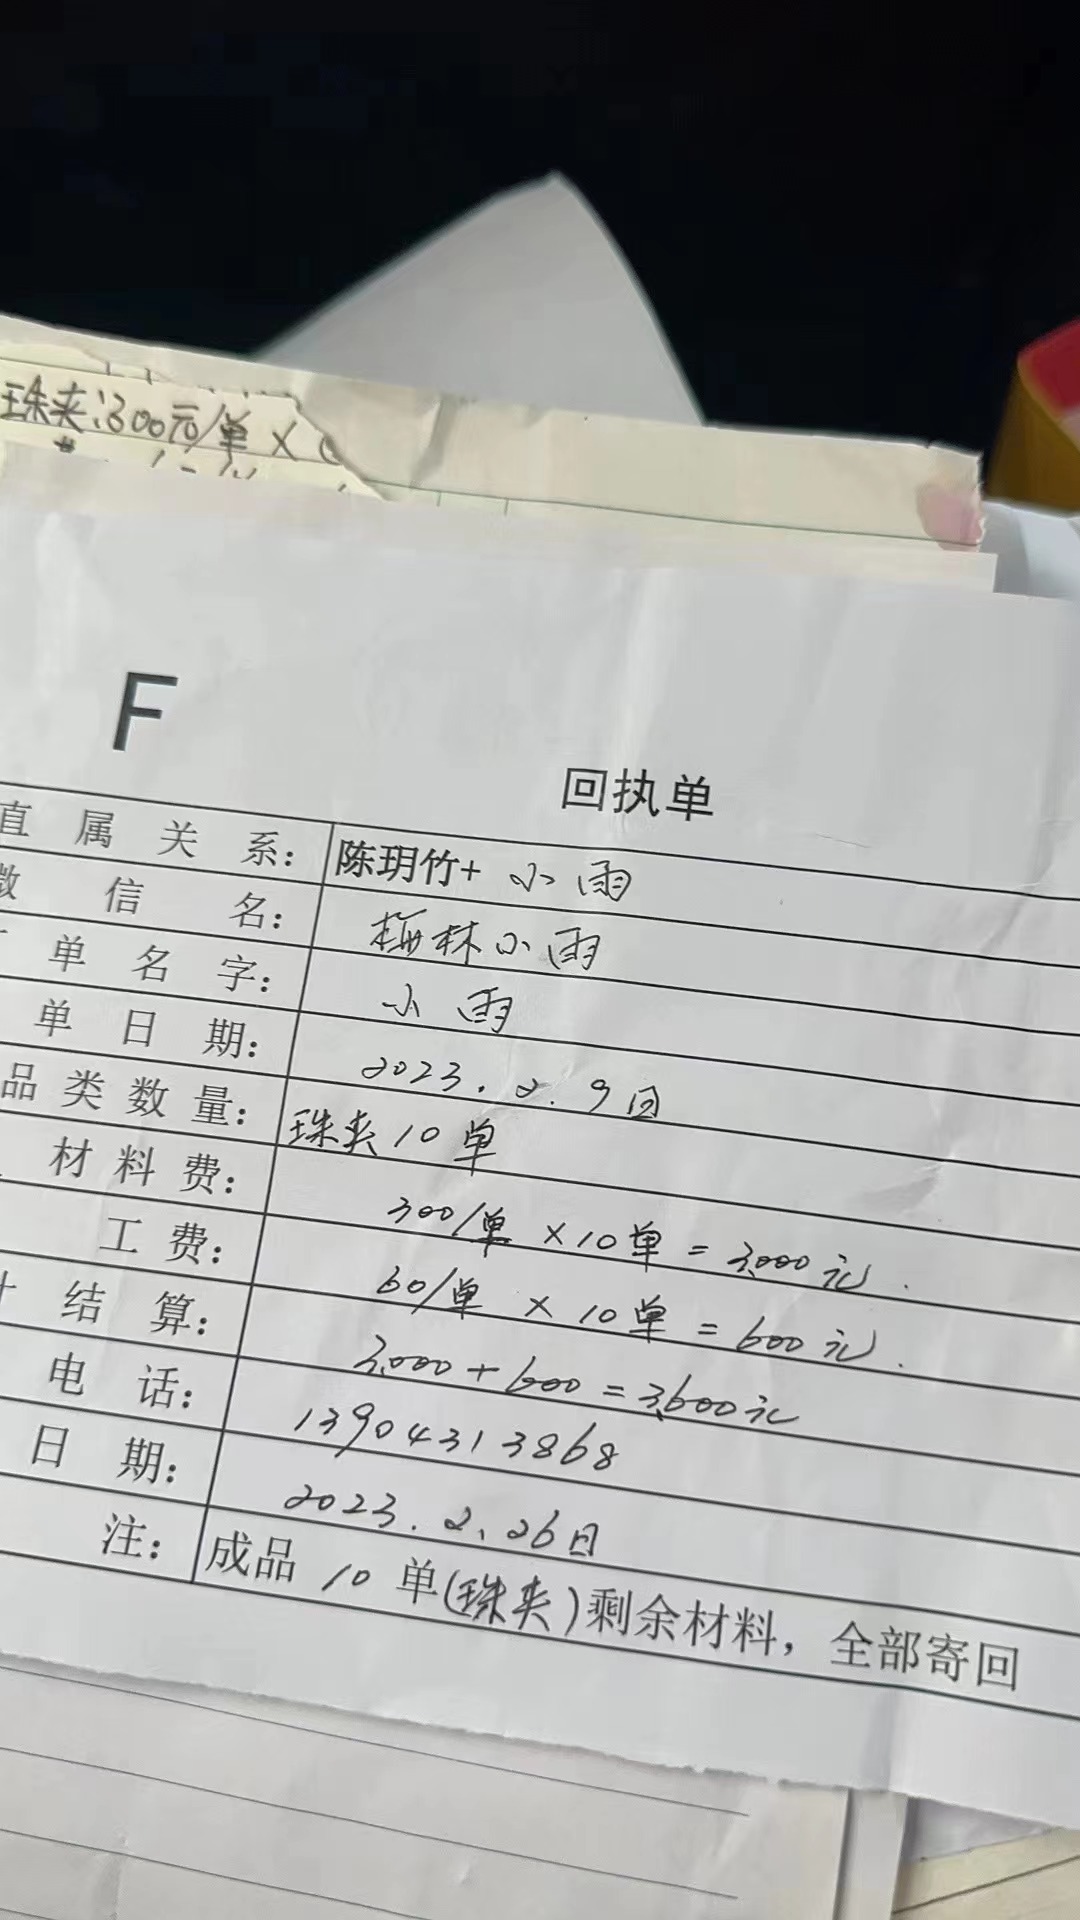 珠夹:300元/单 ×
F
回执单
直属关系: 陈玥竹+ 小雨
微信名: 梅林小雨
单名字: 小雨
单日期: 2023.2.9日
品类数量: 珠夹10单
材料费: 300/单 ×10单=3000元.
工费: 60/单 ×10单=600元.
结算: 3000+600=3600元
电话: 13904313868
日期: 2023.2.26日
注: 成品10单(珠夹)剩余材料，全部寄回